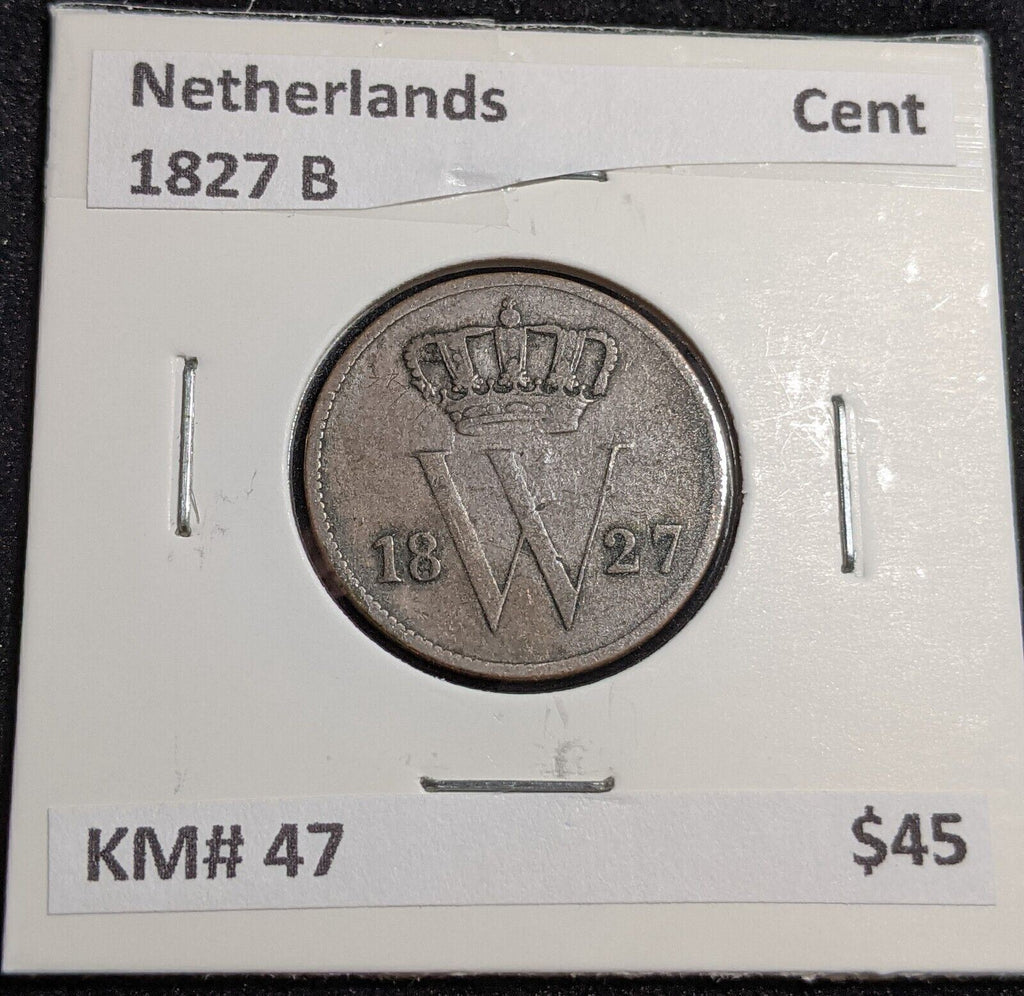 Netherlands Cent
1827 B
W
18 27
KM# 47 $45